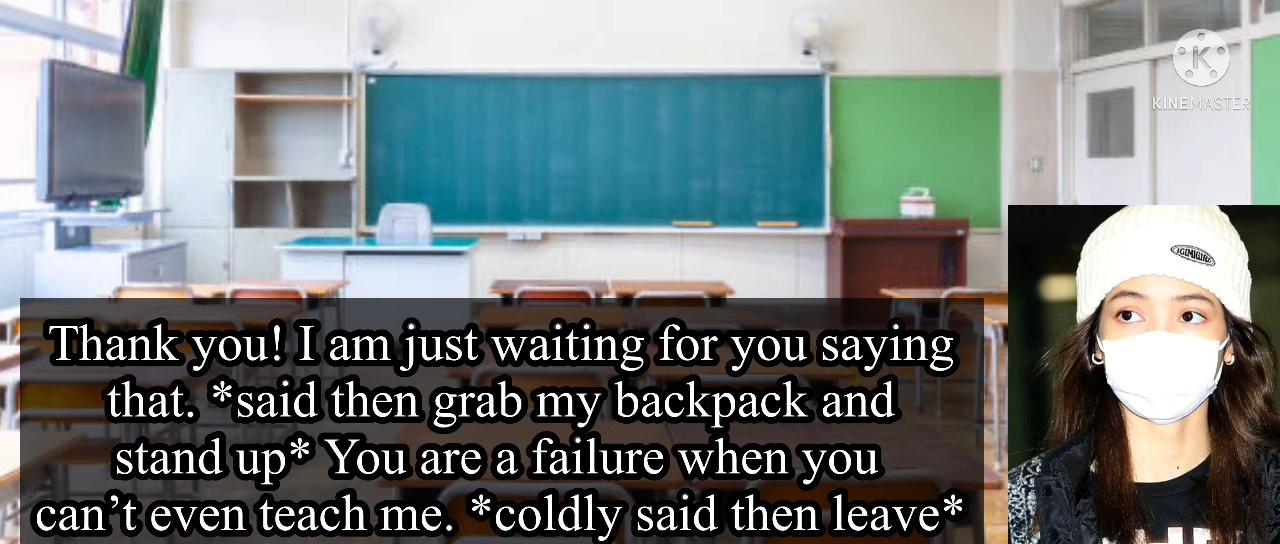 KINEMASTER
Thank you! I am just waiting for you saying
that. *said then grab my backpack and
stand up* You are a failure when you
can't even teach me. *coldly said then leave*